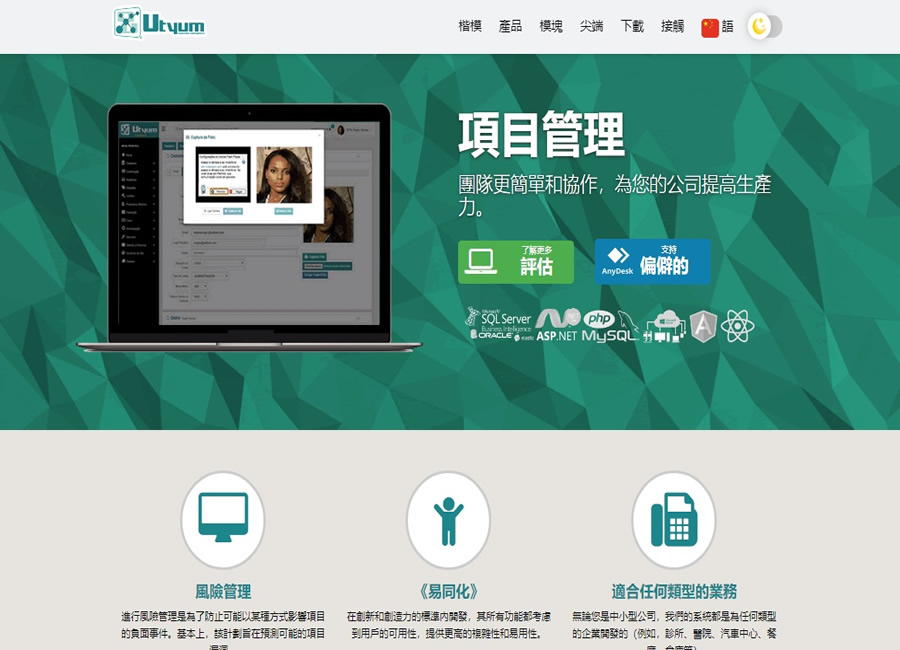 Utyum
楷模 產品 模塊 尖端 下載 接觸 語
項目管理
團隊更簡單和協作，為您的公司提高生產
力。
了解更多
評估
支持
偏僻的
AnyDesk
Microsoft
SQL Server
Business Intelligence
ORACLE elastic
ASP.NET
php
MySQL
A
Utyum
Captura de Foto
風險管理
《易同化》
適合任何類型的業務
進行風險管理是為了防止可能以某種方式影響項目
的負面事件。基本上，該計劃旨在預測可能的項目
在創新和創造力的標準內開發，其所有功能都考慮
到用戶的可用性，提供更高的複雜性和易用性。
無論您是中小型公司，我們的系統都是為任何類型
的企業開發的（例如，診所、醫院、汽車中心、餐